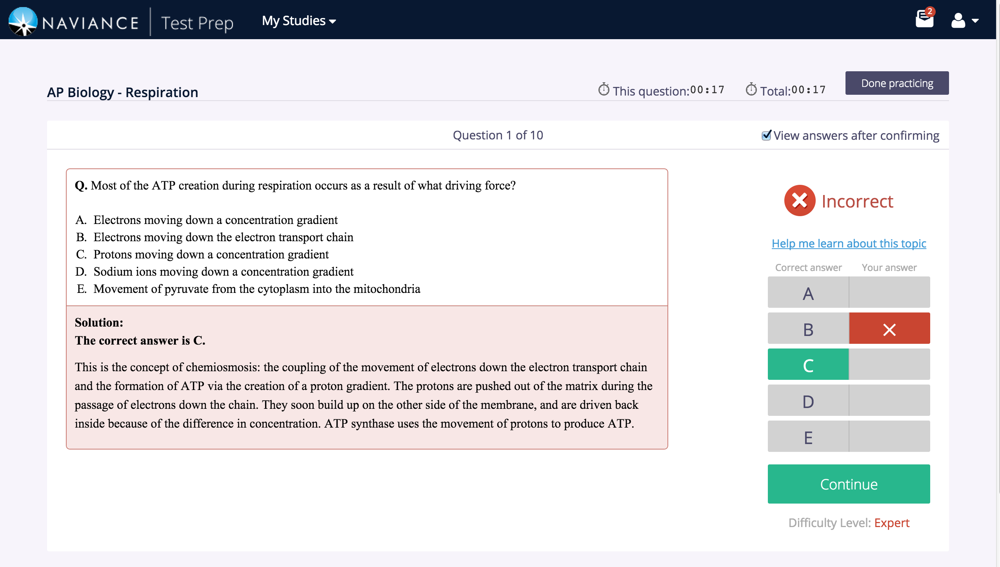 NAVIANCE Test Prep My Studies 2
AP Biology - Respiration This question:00:17 Total:00:17 Done practicing
Question 1 of 10 View answers after confirming
Q. Most of the ATP creation during respiration occurs as a result of what driving force?
A. Electrons moving down a concentration gradient
B. Electrons moving down the electron transport chain
C. Protons moving down a concentration gradient
D. Sodium ions moving down a concentration gradient
E. Movement of pyruvate from the cytoplasm into the mitochondria
Solution:
The correct answer is C.
This is the concept of chemiosmosis: the coupling of the movement of electrons down the electron transport chain
and the formation of ATP via the creation of a proton gradient. The protons are pushed out of the matrix during the
passage of electrons down the chain. They soon build up on the other side of the membrane, and are driven back
inside because of the difference in concentration. ATP synthase uses the movement of protons to produce ATP.
Incorrect
Help me learn about this topic
Correct answer Your answer
A
B
C
D
E
Continue
Difficulty Level: Expert